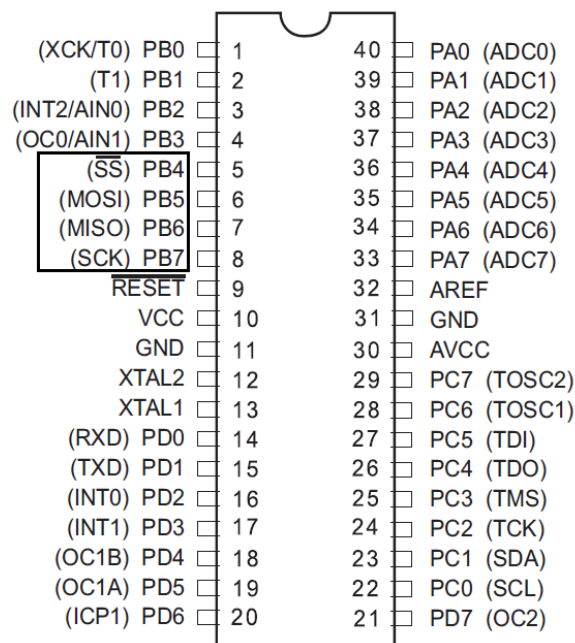 (XCK/T0) PB0 1 40 PA0 (ADC0)
(T1) PB1 2 39 PA1 (ADC1)
(INT2/AIN0) PB2 3 38 PA2 (ADC2)
(OC0/AIN1) PB3 4 37 PA3 (ADC3)
(SS) PB4 5 36 PA4 (ADC4)
(MOSI) PB5 6 35 PA5 (ADC5)
(MISO) PB6 7 34 PA6 (ADC6)
(SCK) PB7 8 33 PA7 (ADC7)
RESET 9 32 AREF
VCC 10 31 GND
GND 11 30 AVCC
XTAL2 12 29 PC7 (TOSC2)
XTAL1 13 28 PC6 (TOSC1)
(RXD) PD0 14 27 PC5 (TDI)
(TXD) PD1 15 26 PC4 (TDO)
(INT0) PD2 16 25 PC3 (TMS)
(INT1) PD3 17 24 PC2 (TCK)
(OC1B) PD4 18 23 PC1 (SDA)
(OC1A) PD5 19 22 PC0 (SCL)
(ICP1) PD6 20 21 PD7 (OC2)